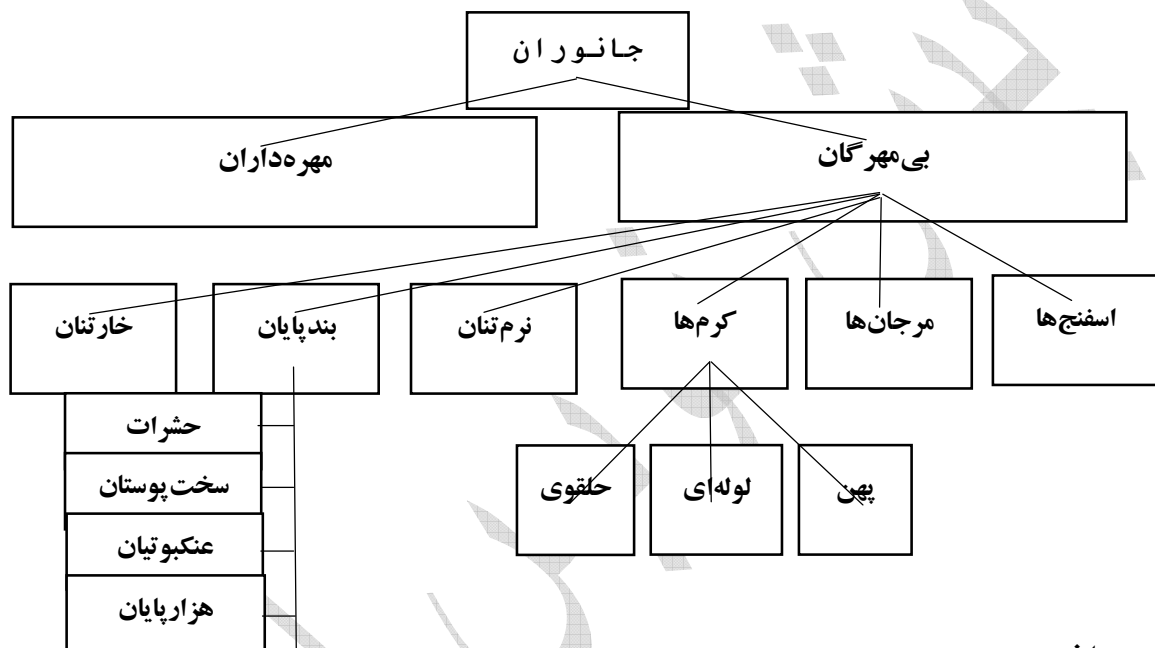 جانوران
بی‌مهرگان
مهره‌داران
اسفنج‌ها
مرجان‌ها
کرم‌ها
نرم‌تنان
بندپایان
خارتنان
پهن
لوله‌ای
حلقوی
حشرات
سخت‌پوستان
عنکبوتیان
هزارپایان